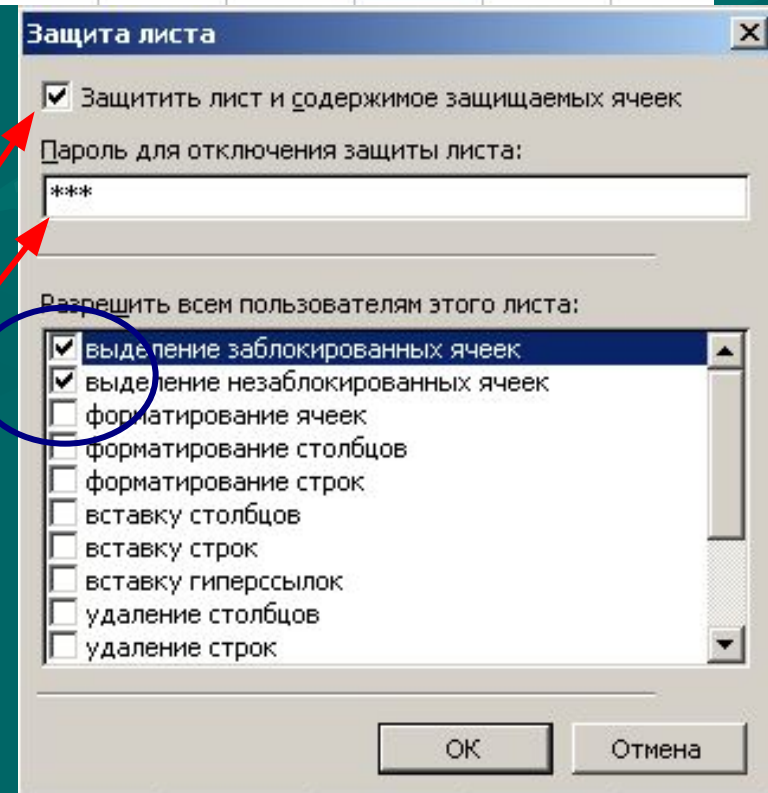 Защита листа
Защитить лист и содержимое защищаемых ячеек
Пароль для отключения защиты листа:
***
Разрешить всем пользователям этого листа:
выделение заблокированных ячеек
выделение незаблокированных ячеек
форматирование ячеек
форматирование столбцов
форматирование строк
вставку столбцов
вставку строк
вставку гиперссылок
удаление столбцов
удаление строк
ОК
Отмена